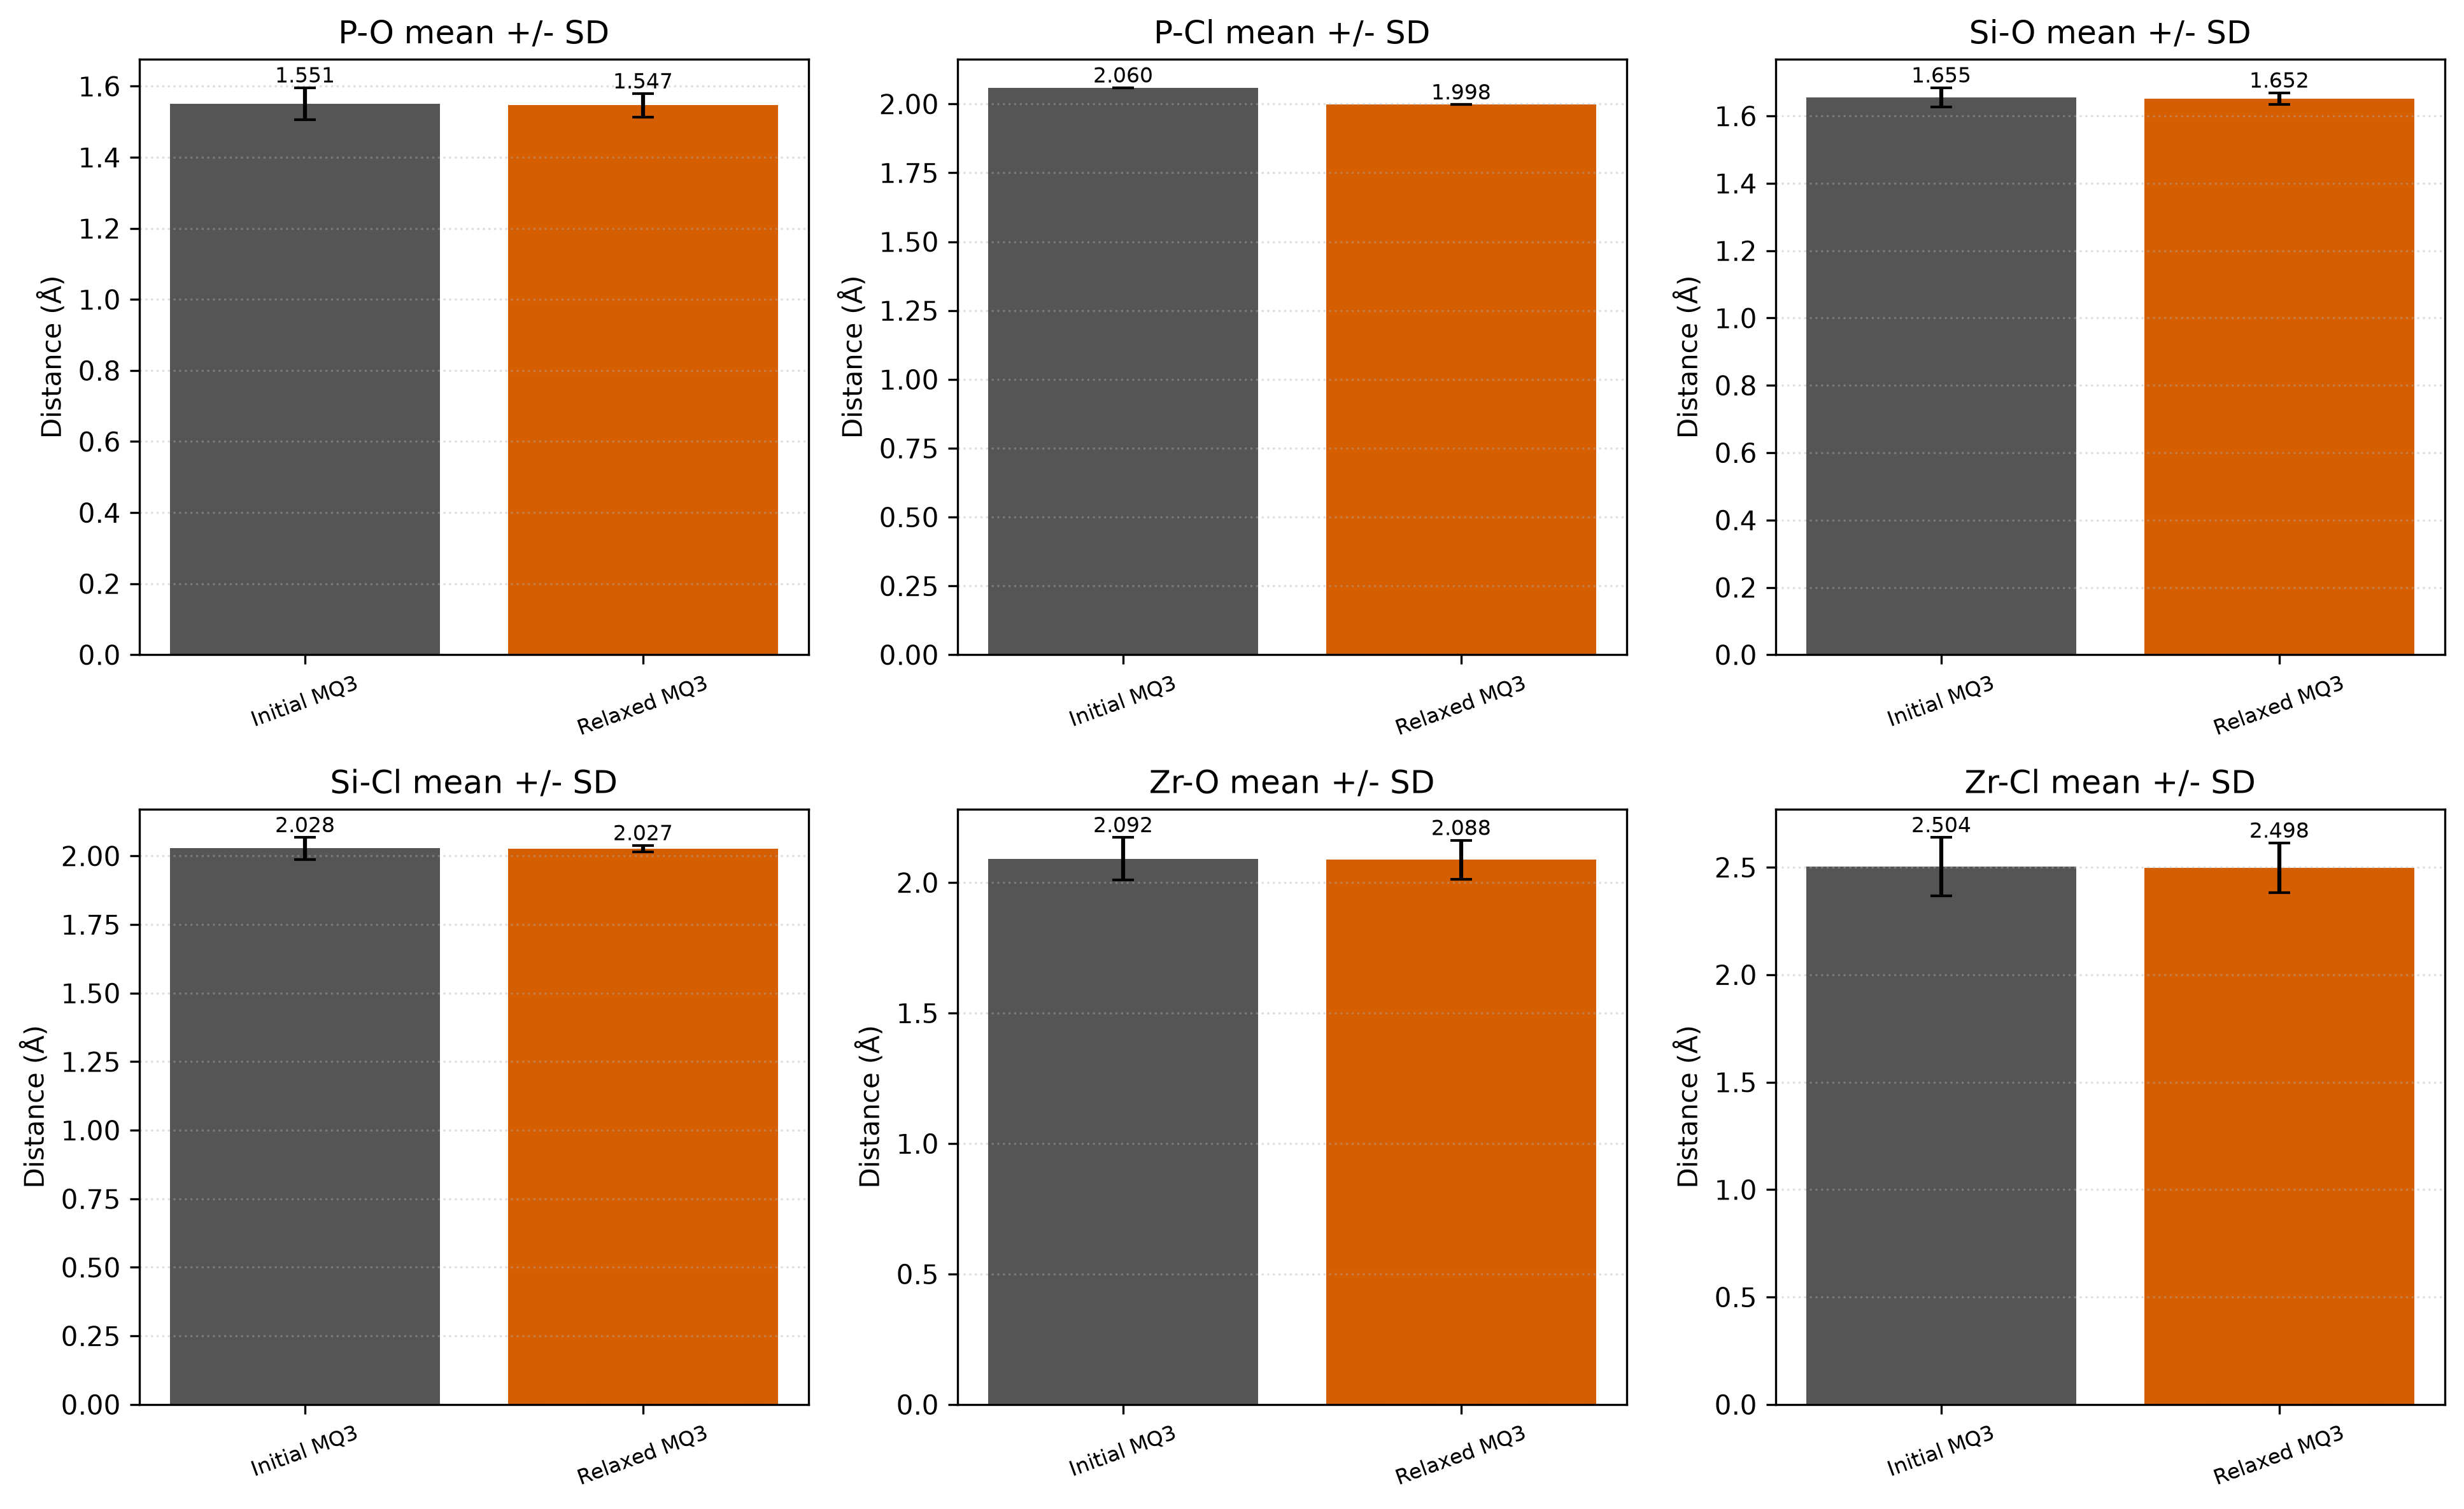 P-O mean +/- SD
1.551
1.547
1.6
1.4
1.2
1.0
0.8
0.6
0.4
0.2
0.0
Distance (Å)
Initial MQ3
Relaxed MQ3
P-Cl mean +/- SD
2.060
1.998
2.00
1.75
1.50
1.25
1.00
0.75
0.50
0.25
0.00
Distance (Å)
Initial MQ3
Relaxed MQ3
Si-O mean +/- SD
1.655
1.652
1.6
1.4
1.2
1.0
0.8
0.6
0.4
0.2
0.0
Distance (Å)
Initial MQ3
Relaxed MQ3
Si-Cl mean +/- SD
2.028
2.027
2.00
1.75
1.50
1.25
1.00
0.75
0.50
0.25
0.00
Distance (Å)
Initial MQ3
Relaxed MQ3
Zr-O mean +/- SD
2.092
2.088
2.0
1.5
1.0
0.5
0.0
Distance (Å)
Initial MQ3
Relaxed MQ3
Zr-Cl mean +/- SD
2.504
2.498
2.5
2.0
1.5
1.0
0.5
0.0
Distance (Å)
Initial MQ3
Relaxed MQ3